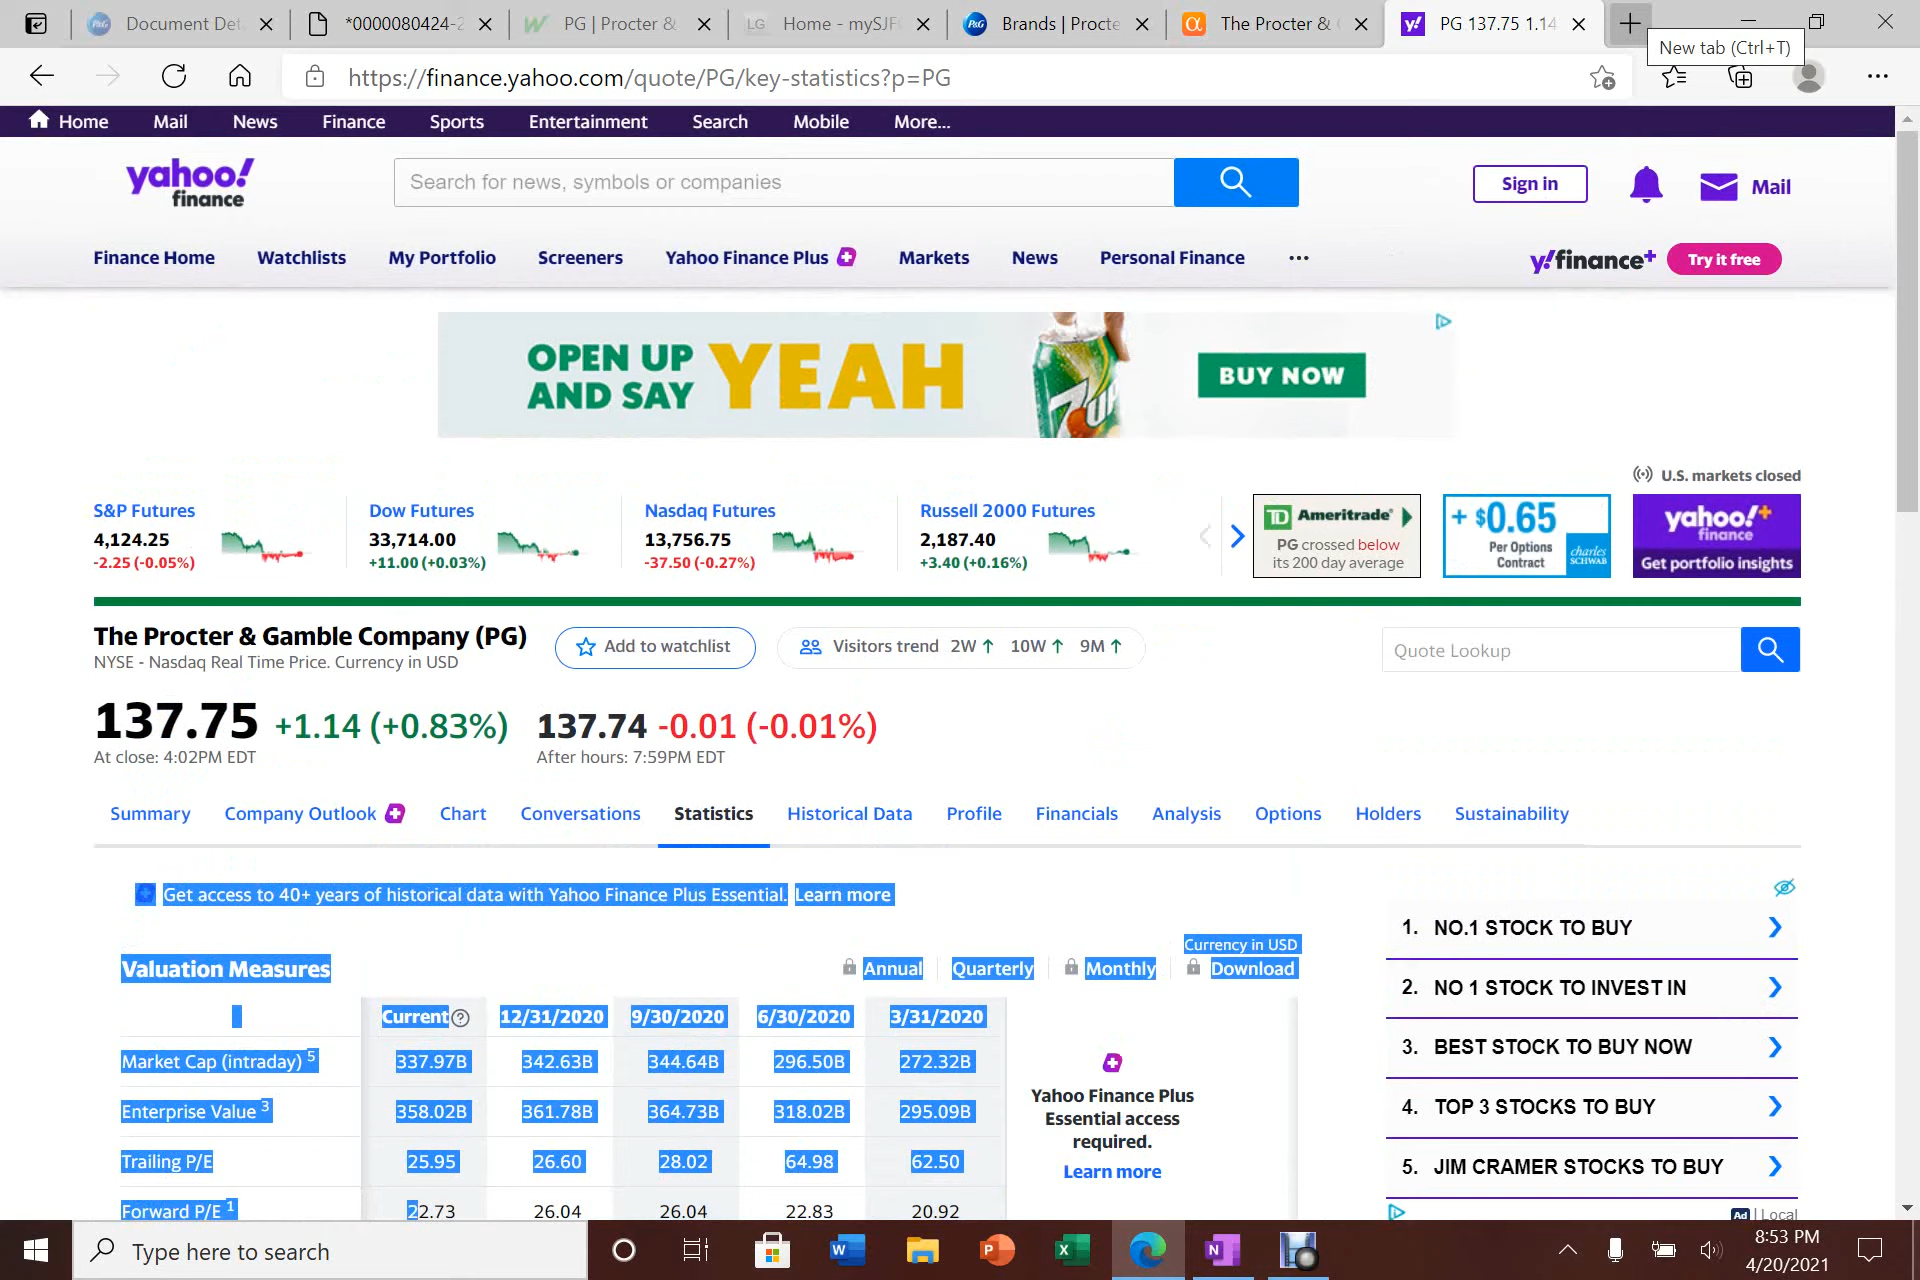 Document Det
*0000080424-2
PG | Procter &
Home - mySJF
Brands | Procte
The Procter &
PG 137.75 1.14
New tab (Ctrl+T)
https://finance.yahoo.com/quote/PG/key-statistics?p=PG
Home Mail News Finance Sports Entertainment Search Mobile More...
yahoo!
finance
Search for news, symbols or companies
Sign in
Mail
Finance Home Watchlists My Portfolio Screeners Yahoo Finance Plus Markets News Personal Finance ...
y!finance+ Try it free
OPEN UP
AND SAY
YEAH
7UP
BUY NOW
U.S. markets closed
S&P Futures
4,124.25
-2.25 (-0.05%)
Dow Futures
33,714.00
+11.00 (+0.03%)
Nasdaq Futures
13,756.75
-37.50 (-0.27%)
Russell 2000 Futures
2,187.40
+3.40 (+0.16%)
TD Ameritrade
PG crossed below
its 200 day average
+ $0.65
Per Options
Contract
charles
SCHWAB
yahoo!+
finance
Get portfolio insights
The Procter & Gamble Company (PG)
NYSE - Nasdaq Real Time Price. Currency in USD
Add to watchlist
Visitors trend 2W ↑ 10W ↑ 9M ↑
Quote Lookup
137.75 +1.14 (+0.83%)
At close: 4:02PM EDT
137.74 -0.01 (-0.01%)
After hours: 7:59PM EDT
Summary Company Outlook Chart Conversations Statistics Historical Data Profile Financials Analysis Options Holders Sustainability
Get access to 40+ years of historical data with Yahoo Finance Plus Essential. Learn more
Currency in USD
Valuation Measures Annual Quarterly Monthly Download
Current 12/31/2020 9/30/2020 6/30/2020 3/31/2020
Market Cap (intraday) 5 337.97B 342.63B 344.64B 296.50B 272.32B
Enterprise Value 3 358.02B 361.78B 364.73B 318.02B 295.09B
Trailing P/E 25.95 26.60 28.02 64.98 62.50
Forward P/E 1 22.73 26.04 26.04 22.83 20.92
Yahoo Finance Plus
Essential access
required.
Learn more
1. NO.1 STOCK TO BUY
2. NO 1 STOCK TO INVEST IN
3. BEST STOCK TO BUY NOW
4. TOP 3 STOCKS TO BUY
5. JIM CRAMER STOCKS TO BUY
Ad | Local
Type here to search
8:53 PM
4/20/2021